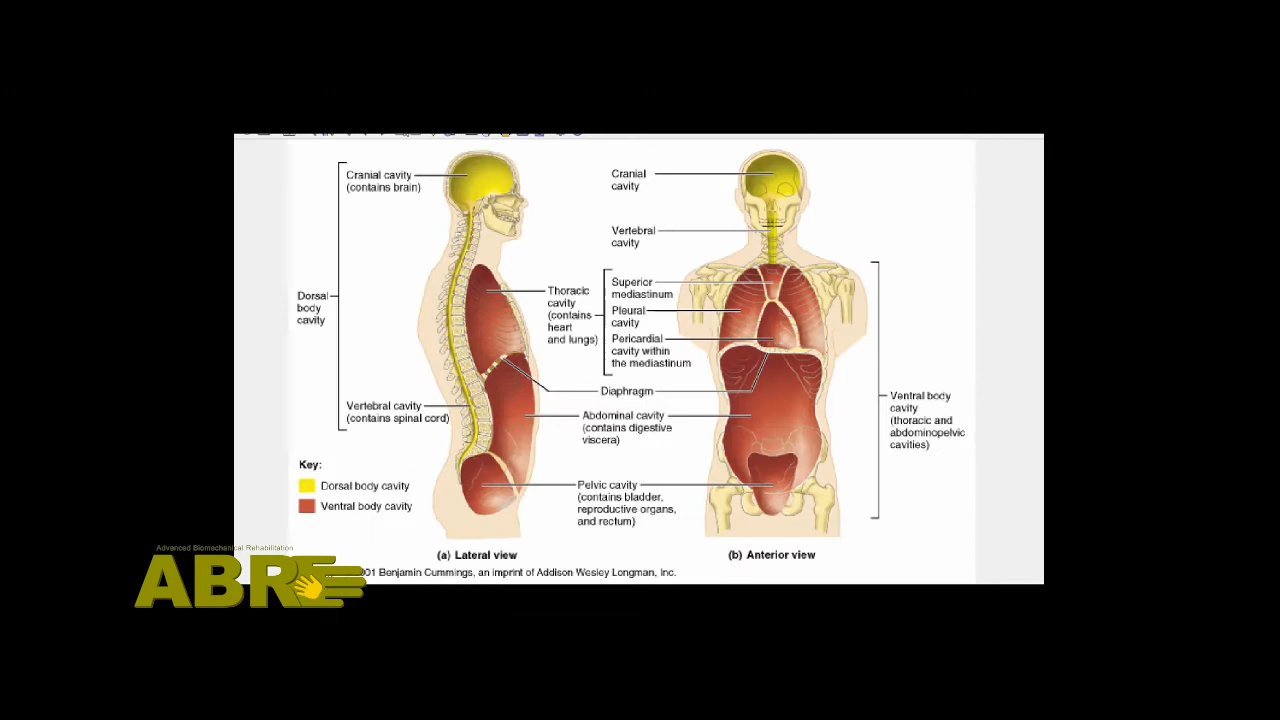 Cranial cavity
(contains brain)
Dorsal
body
cavity
Vertebral cavity
(contains spinal cord)
Key:
Dorsal body cavity
Ventral body cavity
Thoracic
cavity
(contains
heart
and lungs)
Cranial
cavity
Vertebral
cavity
Superior
mediastinum
Pleural
cavity
Pericardial
cavity within
the mediastinum
Diaphragm
Abdominal cavity
(contains digestive
viscera)
Pelvic cavity
(contains bladder,
reproductive organs,
and rectum)
Ventral body
cavity
(thoracic and
abdominopelvic
cavities)
(a) Lateral view
(b) Anterior view
01 Benjamin Cummings, an imprint of Addison Wesley Longman, Inc.
Advanced Biomechanical Rehabilitation
ABR